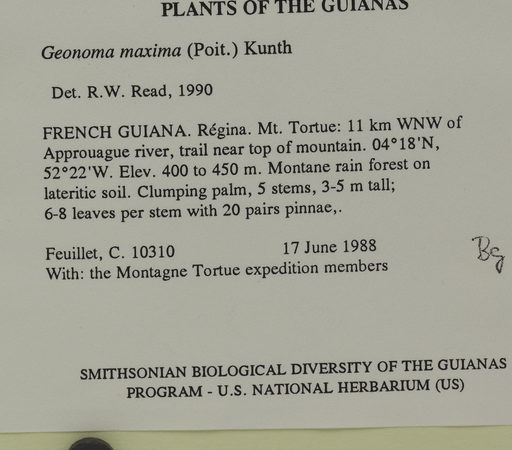 PLANTS OF THE GUIANAS
Geonoma maxima (Poit.) Kunth
Det. R.W. Read, 1990
FRENCH GUIANA. Régina. Mt. Tortue: 11 km WNW of
Approuague river, trail near top of mountain. 04°18'N,
52°22'W. Elev. 400 to 450 m. Montane rain forest on
lateritic soil. Clumping palm, 5 stems, 3-5 m tall;
6-8 leaves per stem with 20 pairs pinnae,.
Feuillet, C. 10310 17 June 1988
With: the Montagne Tortue expedition members
Bg
SMITHSONIAN BIOLOGICAL DIVERSITY OF THE GUIANAS
PROGRAM - U.S. NATIONAL HERBARIUM (US)